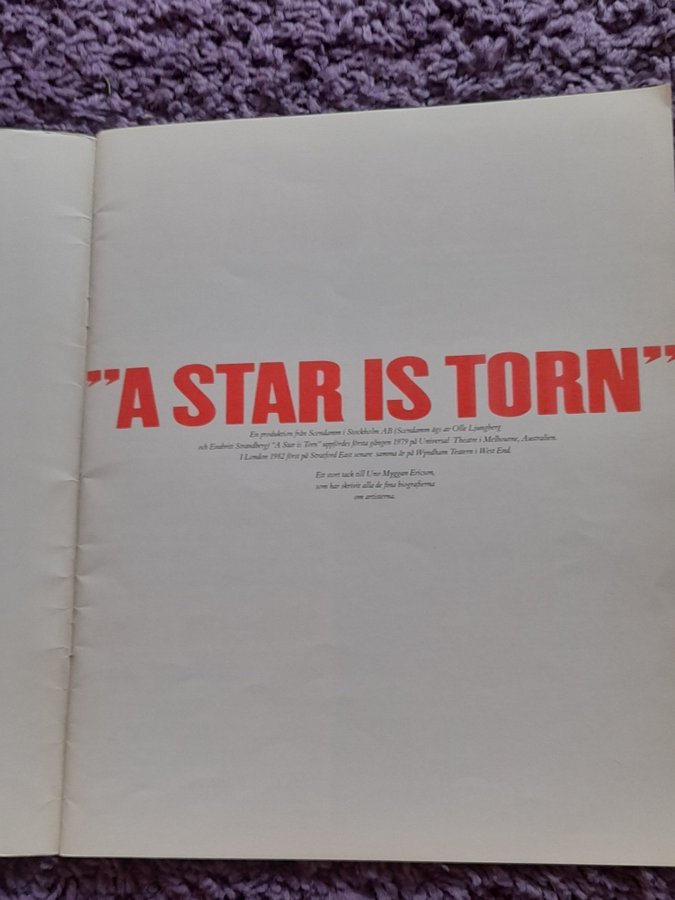 "A STAR IS TORN"
En produktion från Scendamm i Stockholm AB (Scendamm ägs av Olle Ljungberg
och Evabritt Strandberg) "A Star is Torn" uppfördes första gången 1979 på Universal Theatre i Melbourne, Australien.
I London 1982 först på Stratford East senare samma år på Wyndham Teatern i West End.
Ett stort tack till Uno Myggan Ericson,
som har skrivit alla de fina biografierna
om artisterna.